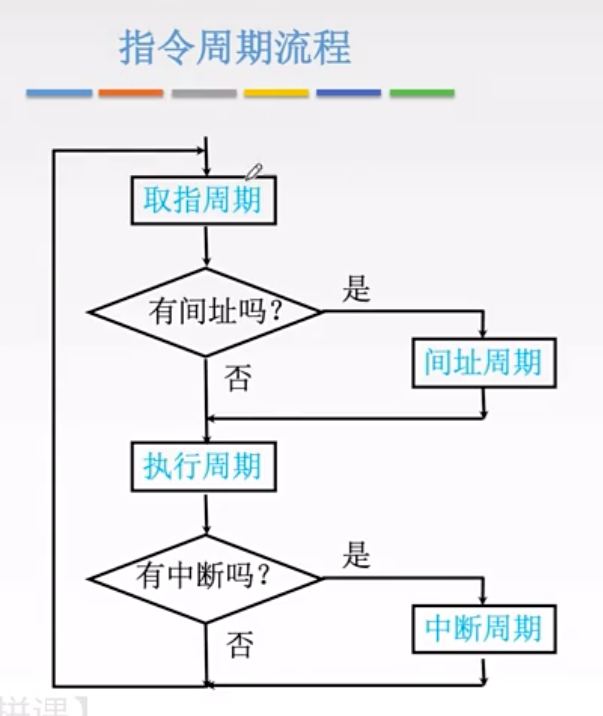 指令周期流程
取指周期
有间址吗?
是
间址周期
否
执行周期
有中断吗?
是
中断周期
否
拼课】